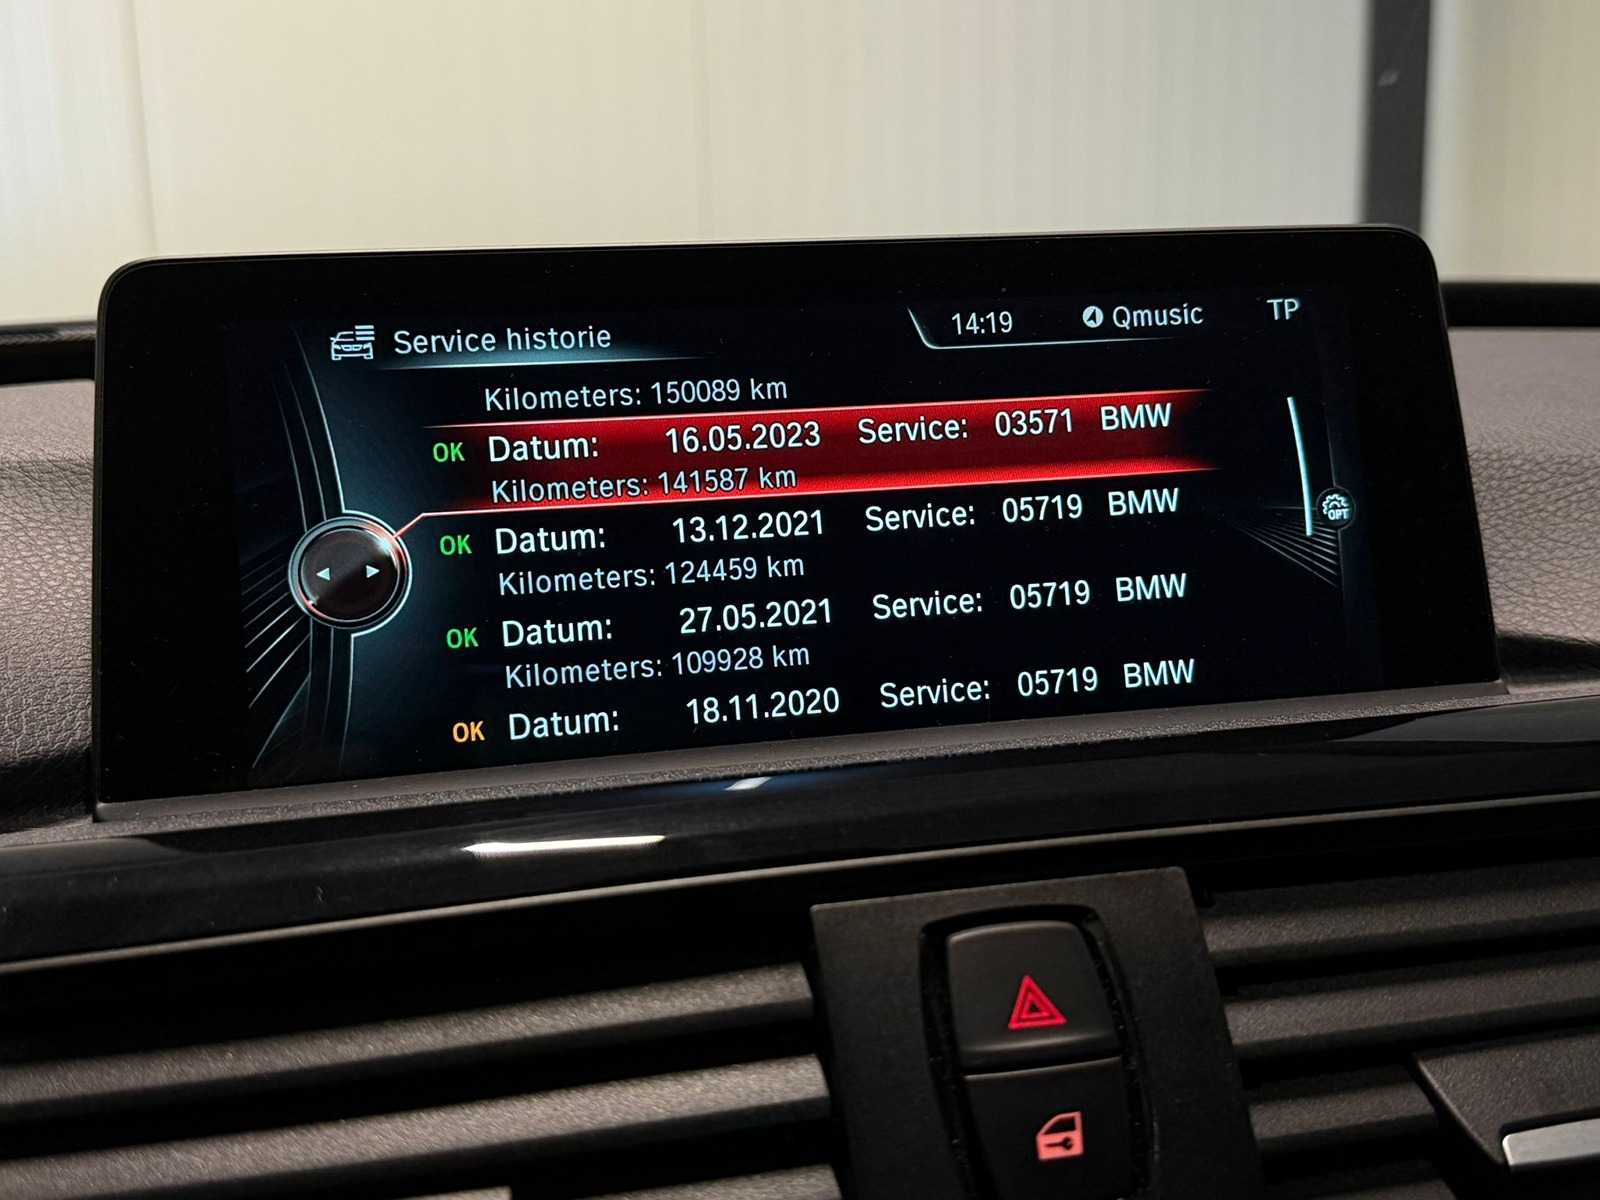 Service historie 14:19 Qmusic TP
Kilometers: 150089 km
OK Datum: 16.05.2023 Service: 03571 BMW
Kilometers: 141587 km
OK Datum: 13.12.2021 Service: 05719 BMW
Kilometers: 124459 km
OK Datum: 27.05.2021 Service: 05719 BMW
Kilometers: 109928 km
OK Datum: 18.11.2020 Service: 05719 BMW
OPT